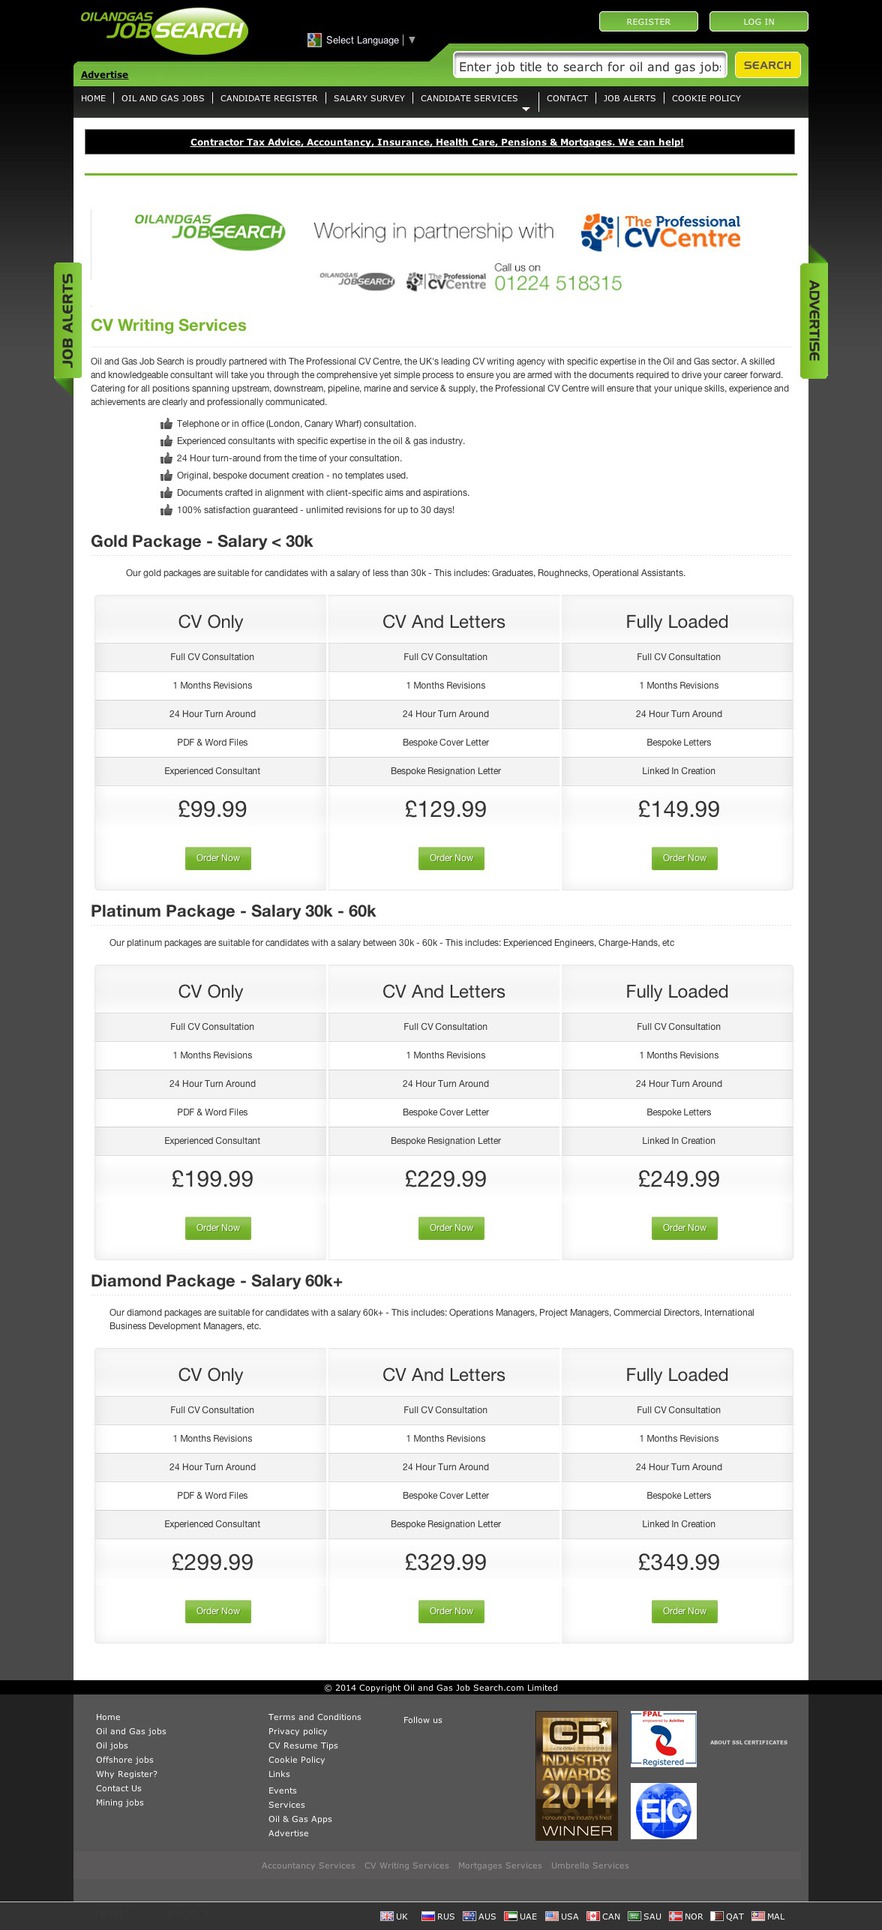 OILANDGAS
JOBSEARCH
Select Language ▼
REGISTER
LOG IN
Advertise
Enter job title to search for oil and gas jobs
SEARCH
HOME
OIL AND GAS JOBS
CANDIDATE REGISTER
SALARY SURVEY
CANDIDATE SERVICES
CONTACT
JOB ALERTS
COOKIE POLICY
Contractor Tax Advice, Accountancy, Insurance, Health Care, Pensions & Mortgages. We can help!
OILANDGAS
JOBSEARCH
Working in partnership with
The Professional
CVCentre
OILANDGAS
JOBSEARCH
The Professional
CVCentre
Call us on
01224 518315
JOB ALERTS
ADVERTISE
CV Writing Services
Oil and Gas Job Search is proudly partnered with The Professional CV Centre, the UK's leading CV writing agency with specific expertise in the Oil and Gas sector. A skilled
and knowledgeable consultant will take you through the comprehensive yet simple process to ensure you are armed with the documents required to drive your career forward.
Catering for all positions spanning upstream, downstream, pipeline, marine and service & supply, the Professional CV Centre will ensure that your unique skills, experience and
achievements are clearly and professionally communicated.
Telephone or in office (London, Canary Wharf) consultation.
Experienced consultants with specific expertise in the oil & gas industry.
24 Hour turn-around from the time of your consultation.
Original, bespoke document creation - no templates used.
Documents crafted in alignment with client-specific aims and aspirations.
100% satisfaction guaranteed - unlimited revisions for up to 30 days!
Gold Package - Salary < 30k
Our gold packages are suitable for candidates with a salary of less than 30k - This includes: Graduates, Roughnecks, Operational Assistants.
CV Only CV And Letters Fully Loaded
Full CV Consultation Full CV Consultation Full CV Consultation
1 Months Revisions 1 Months Revisions 1 Months Revisions
24 Hour Turn Around 24 Hour Turn Around 24 Hour Turn Around
PDF & Word Files Bespoke Cover Letter Bespoke Letters
Experienced Consultant Bespoke Resignation Letter Linked In Creation
£99.99 £129.99 £149.99
Order Now Order Now Order Now
Platinum Package - Salary 30k - 60k
Our platinum packages are suitable for candidates with a salary between 30k - 60k - This includes: Experienced Engineers, Charge-Hands, etc
CV Only CV And Letters Fully Loaded
Full CV Consultation Full CV Consultation Full CV Consultation
1 Months Revisions 1 Months Revisions 1 Months Revisions
24 Hour Turn Around 24 Hour Turn Around 24 Hour Turn Around
PDF & Word Files Bespoke Cover Letter Bespoke Letters
Experienced Consultant Bespoke Resignation Letter Linked In Creation
£199.99 £229.99 £249.99
Order Now Order Now Order Now
Diamond Package - Salary 60k+
Our diamond packages are suitable for candidates with a salary 60k+ - This includes: Operations Managers, Project Managers, Commercial Directors, International
Business Development Managers, etc.
CV Only CV And Letters Fully Loaded
Full CV Consultation Full CV Consultation Full CV Consultation
1 Months Revisions 1 Months Revisions 1 Months Revisions
24 Hour Turn Around 24 Hour Turn Around 24 Hour Turn Around
PDF & Word Files Bespoke Cover Letter Bespoke Letters
Experienced Consultant Bespoke Resignation Letter Linked In Creation
£299.99 £329.99 £349.99
Order Now Order Now Order Now
© 2014 Copyright Oil and Gas Job Search.com Limited
Home
Oil and Gas jobs
Oil jobs
Offshore jobs
Why Register?
Contact Us
Mining jobs
Terms and Conditions
Privacy policy
CV Resume Tips
Cookie Policy
Links
Events
Services
Oil & Gas Apps
Advertise
Follow us
GR
INDUSTRY
AWARDS
2014
Honouring the industry's finest
WINNER
FPAL
empowered by Achilles
Registered
EIC
ABOUT SSL CERTIFICATES
Accountancy Services CV Writing Services Mortgages Services Umbrella Services
UK RUS AUS UAE USA CAN SAU NOR QAT MAL